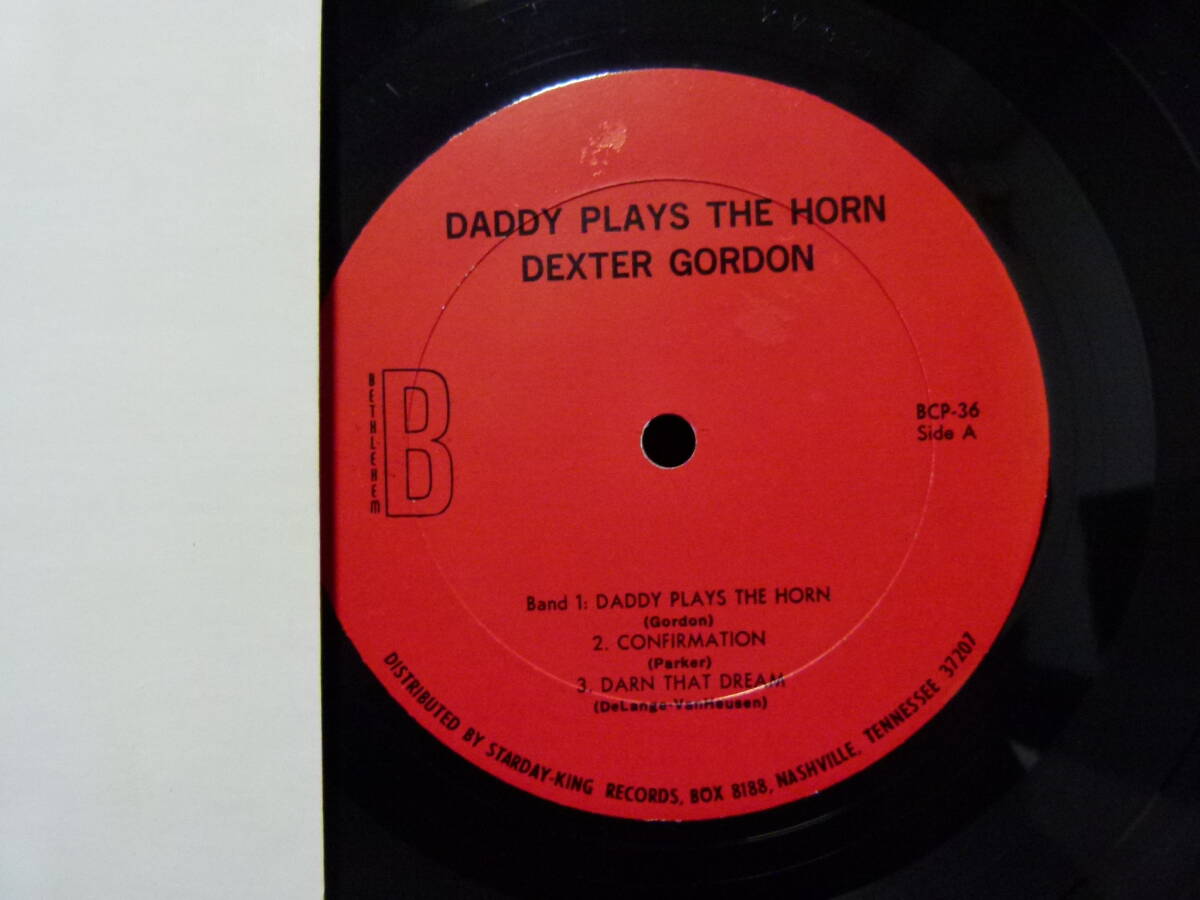 DADDY PLAYS THE HORN
DEXTER GORDON
BETHLEHEM
B
BCP-36
Side A
Band 1: DADDY PLAYS THE HORN
(Gordon)
2. CONFIRMATION
(Parker)
3. DARN THAT DREAM
(DeLange-VanHeusen)
DISTRIBUTED BY STARDAY-KING RECORDS, BOX 8188, NASHVILLE, TENNESSEE 37207